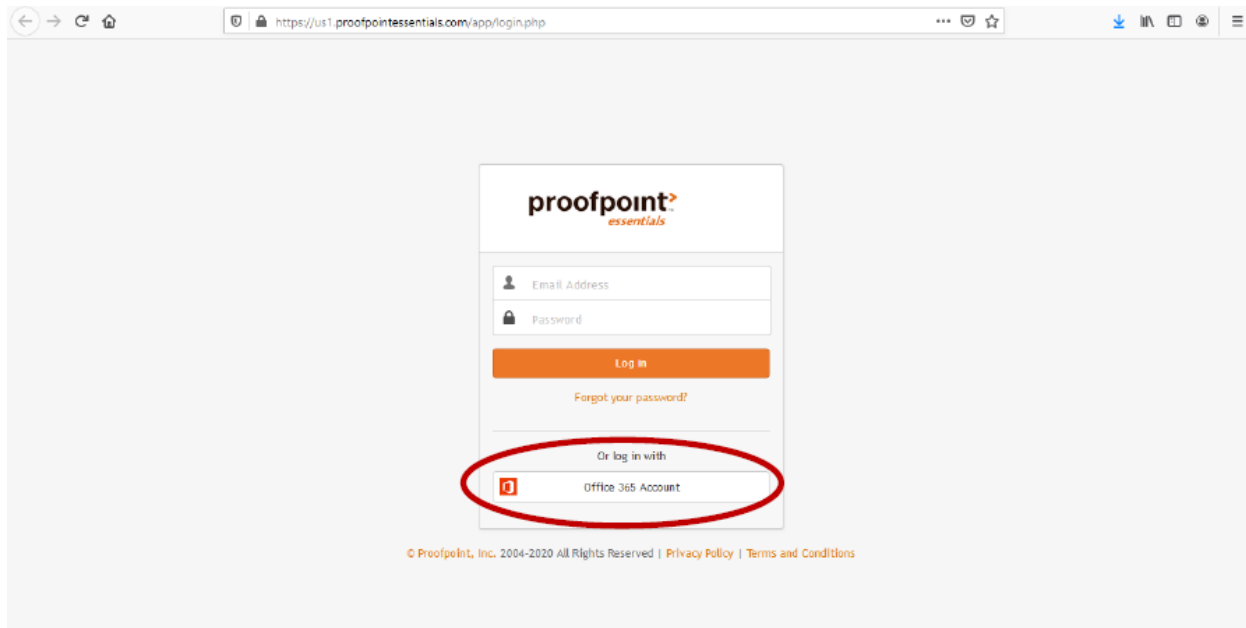 https://us1.proofpointessentials.com/app/login.php
proofpoint
essentials
Email Address
Password
Log in
Forgot your password?
Or log in with
Office 365 Account
© Proofpoint, Inc. 2004-2020 All Rights Reserved | Privacy Policy | Terms and Conditions